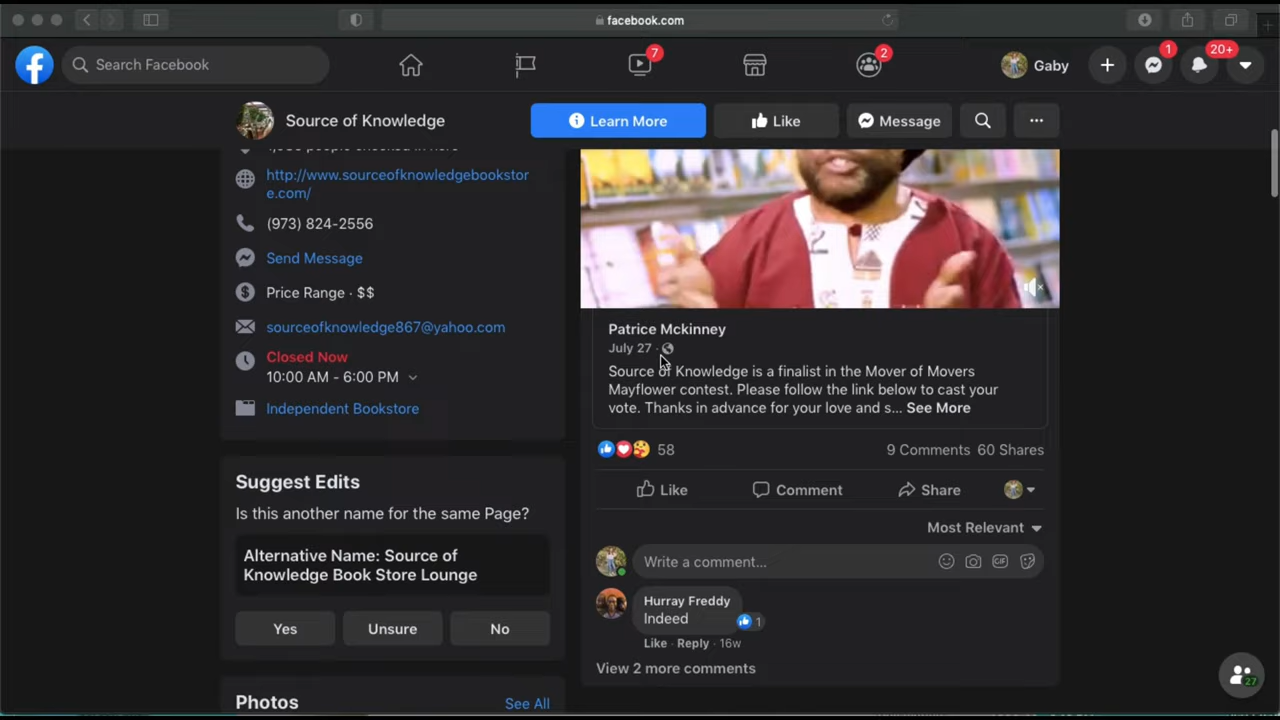 facebook.com
Search Facebook
7
2
Gaby
1
20+
Source of Knowledge
Learn More
Like
Message
http://www.sourceofknowledgebookstor
e.com/
(973) 824-2556
Send Message
Price Range · $$
sourceofknowledge867@yahoo.com
Closed Now
10:00 AM - 6:00 PM
Independent Bookstore
Suggest Edits
Is this another name for the same Page?
Alternative Name: Source of
Knowledge Book Store Lounge
Yes
Unsure
No
Photos
See All
Patrice Mckinney
July 27 ·
Source of Knowledge is a finalist in the Mover of Movers
Mayflower contest. Please follow the link below to cast your
vote. Thanks in advance for your love and s... See More
58
9 Comments 60 Shares
Like
Comment
Share
Most Relevant
Write a comment...
GIF
Hurray Freddy
Indeed
1
Like · Reply · 16w
View 2 more comments
27